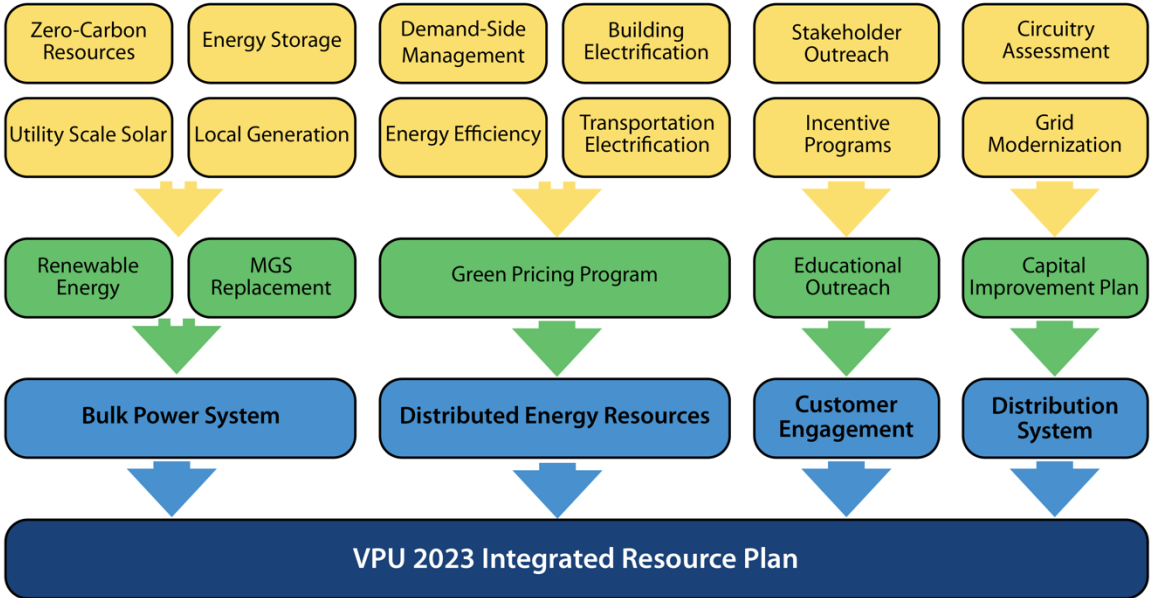 Zero-Carbon
Resources
Energy Storage
Demand-Side
Management
Building
Electrification
Stakeholder
Outreach
Circuitry
Assessment
Utility Scale Solar
Local Generation
Energy Efficiency
Transportation
Electrification
Incentive
Programs
Grid
Modernization
Renewable
Energy
MGS
Replacement
Green Pricing Program
Educational
Outreach
Capital
Improvement Plan
Bulk Power System
Distributed Energy Resources
Customer
Engagement
Distribution
System
VPU 2023 Integrated Resource Plan